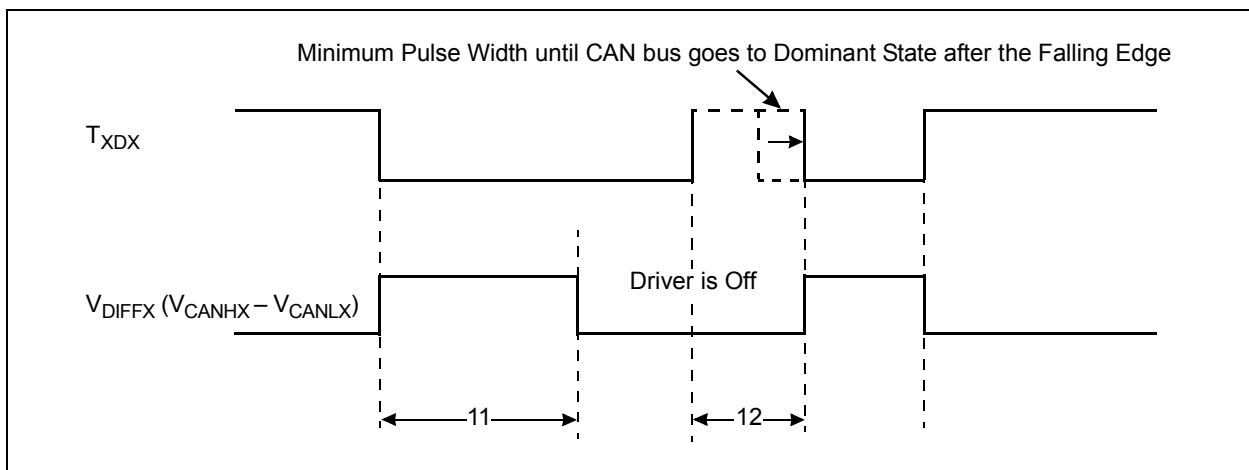 Minimum Pulse Width until CAN bus goes to Dominant State after the Falling Edge
TXDX
Driver is Off
VDIFFX (VCANHX – VCANLX)
11
12